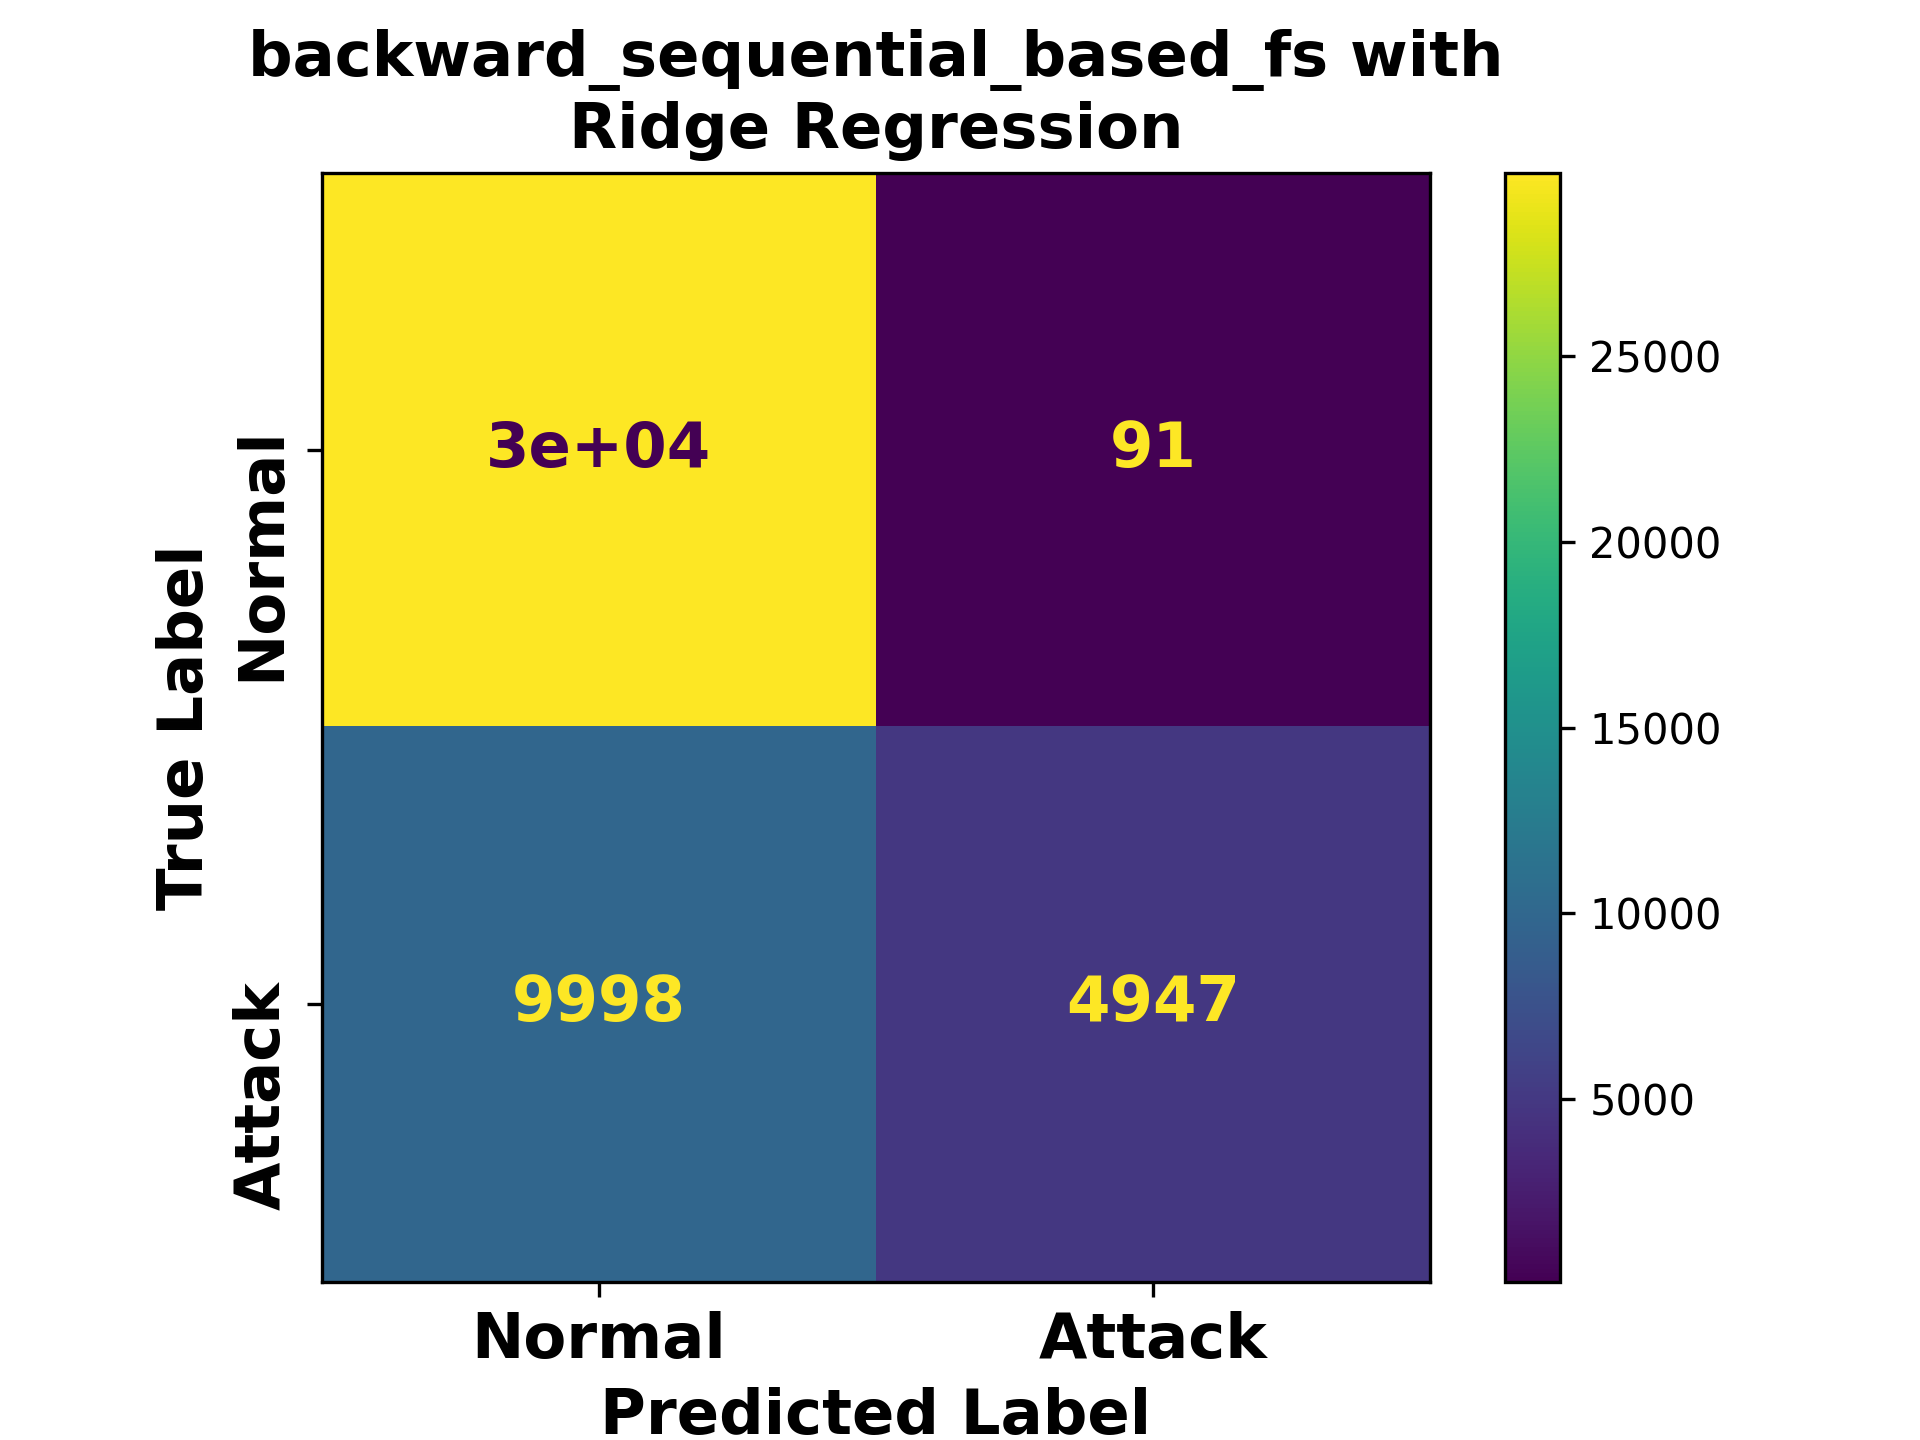 backward_sequential_based_fs with
Ridge Regression
True Label
Normal
Attack
3e+04
91
9998
4947
Normal
Attack
Predicted Label
25000
20000
15000
10000
5000